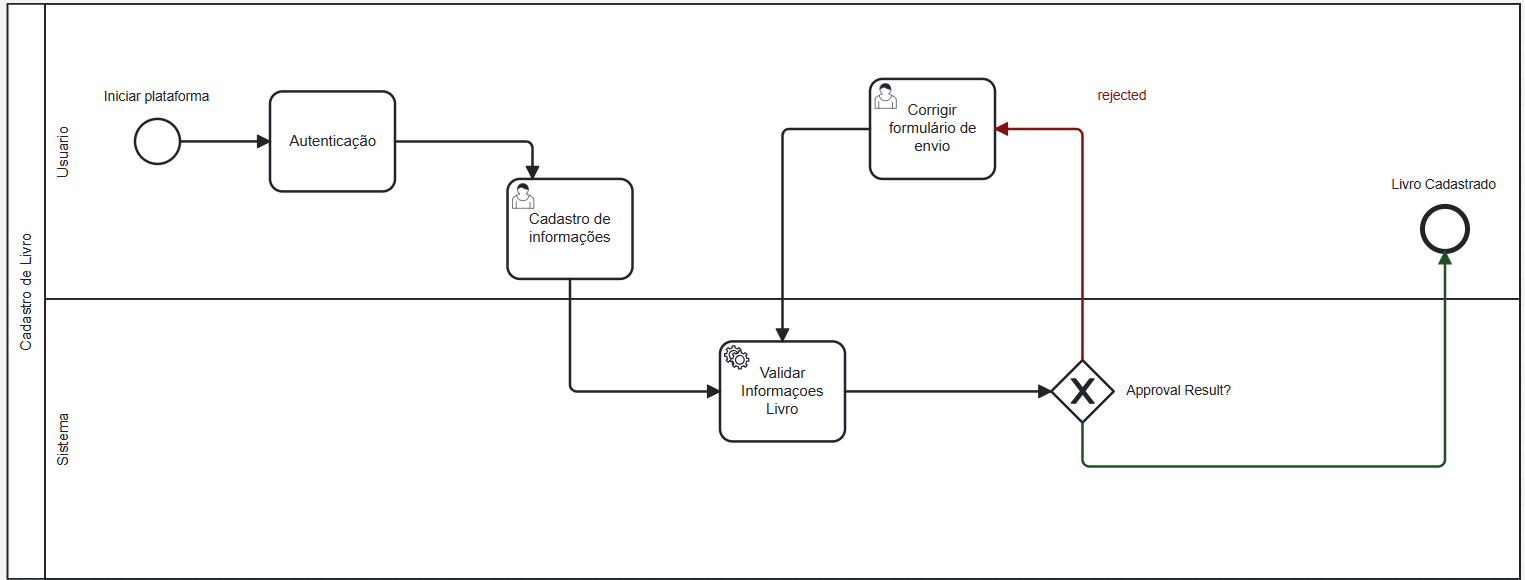 Cadastro de Livro
Usuario
Iniciar plataforma
Autenticação
Cadastro de
informações
Corrigir
formulário de
envio
rejected
Livro Cadastrado
Sistema
Validar
Informaçoes
Livro
Approval Result?